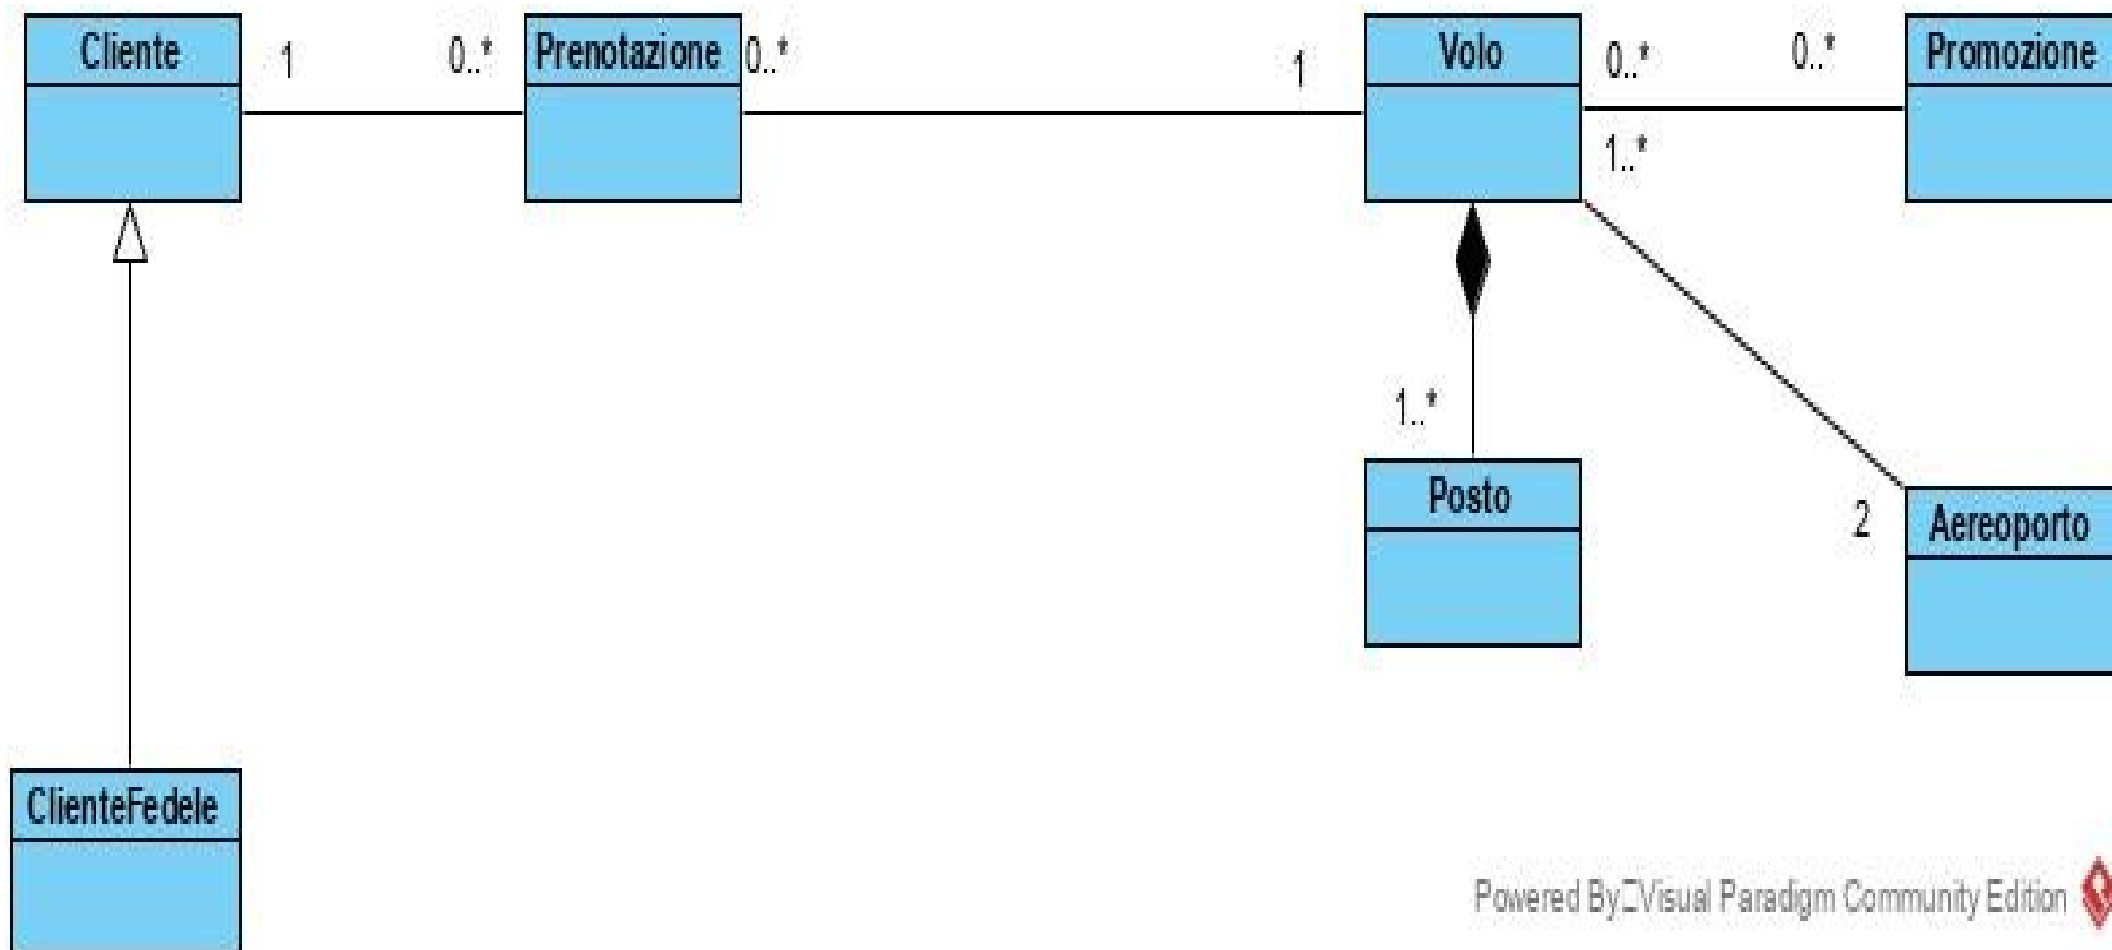 Cliente
1
0..*
Prenotazione
0..*
1
Volo
0..*
0..*
Promozione
1..*
1..*
Posto
2
Aereoporto
ClienteFedele
Powered By Visual Paradigm Community Edition